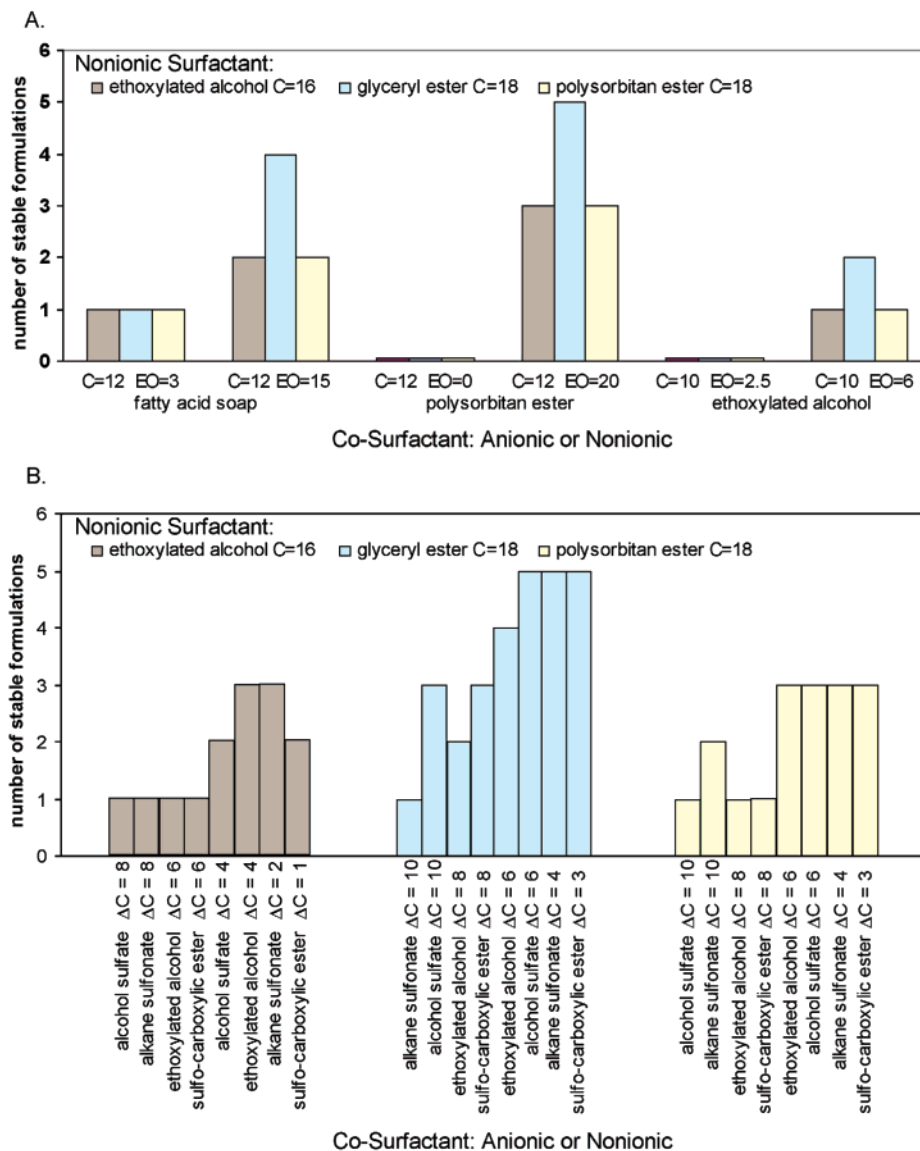 A.
6
Nonionic Surfactant:
ethoxylated alcohol C=16 glyceryl ester C=18 polysorbitan ester C=18
5
4
3
2
1
0
number of stable formulations
C=12 EO=3 C=12 EO=15 C=12 EO=0 C=12 EO=20 C=10 EO=2.5 C=10 EO=6
fatty acid soap polysorbitan ester ethoxylated alcohol
Co-Surfactant: Anionic or Nonionic
B.
6
Nonionic Surfactant:
ethoxylated alcohol C=16 glyceryl ester C=18 polysorbitan ester C=18
5
4
3
2
1
0
number of stable formulations
alcohol sulfate ΔC = 8
alkane sulfonate ΔC = 8
ethoxylated alcohol ΔC = 6
sulfo-carboxylic ester ΔC = 6
alcohol sulfate ΔC = 4
ethoxylated alcohol ΔC = 4
alkane sulfonate ΔC = 2
sulfo-carboxylic ester ΔC = 1
alkane sulfonate ΔC = 10
alcohol sulfate ΔC = 10
ethoxylated alcohol ΔC = 8
sulfo-carboxylic ester ΔC = 8
ethoxylated alcohol ΔC = 6
alcohol sulfate ΔC = 6
alkane sulfonate ΔC = 4
sulfo-carboxylic ester ΔC = 3
alcohol sulfate ΔC = 10
alkane sulfonate ΔC = 10
ethoxylated alcohol ΔC = 8
sulfo-carboxylic ester ΔC = 8
ethoxylated alcohol ΔC = 6
alcohol sulfate ΔC = 6
alkane sulfonate ΔC = 4
sulfo-carboxylic ester ΔC = 3
Co-Surfactant: Anionic or Nonionic